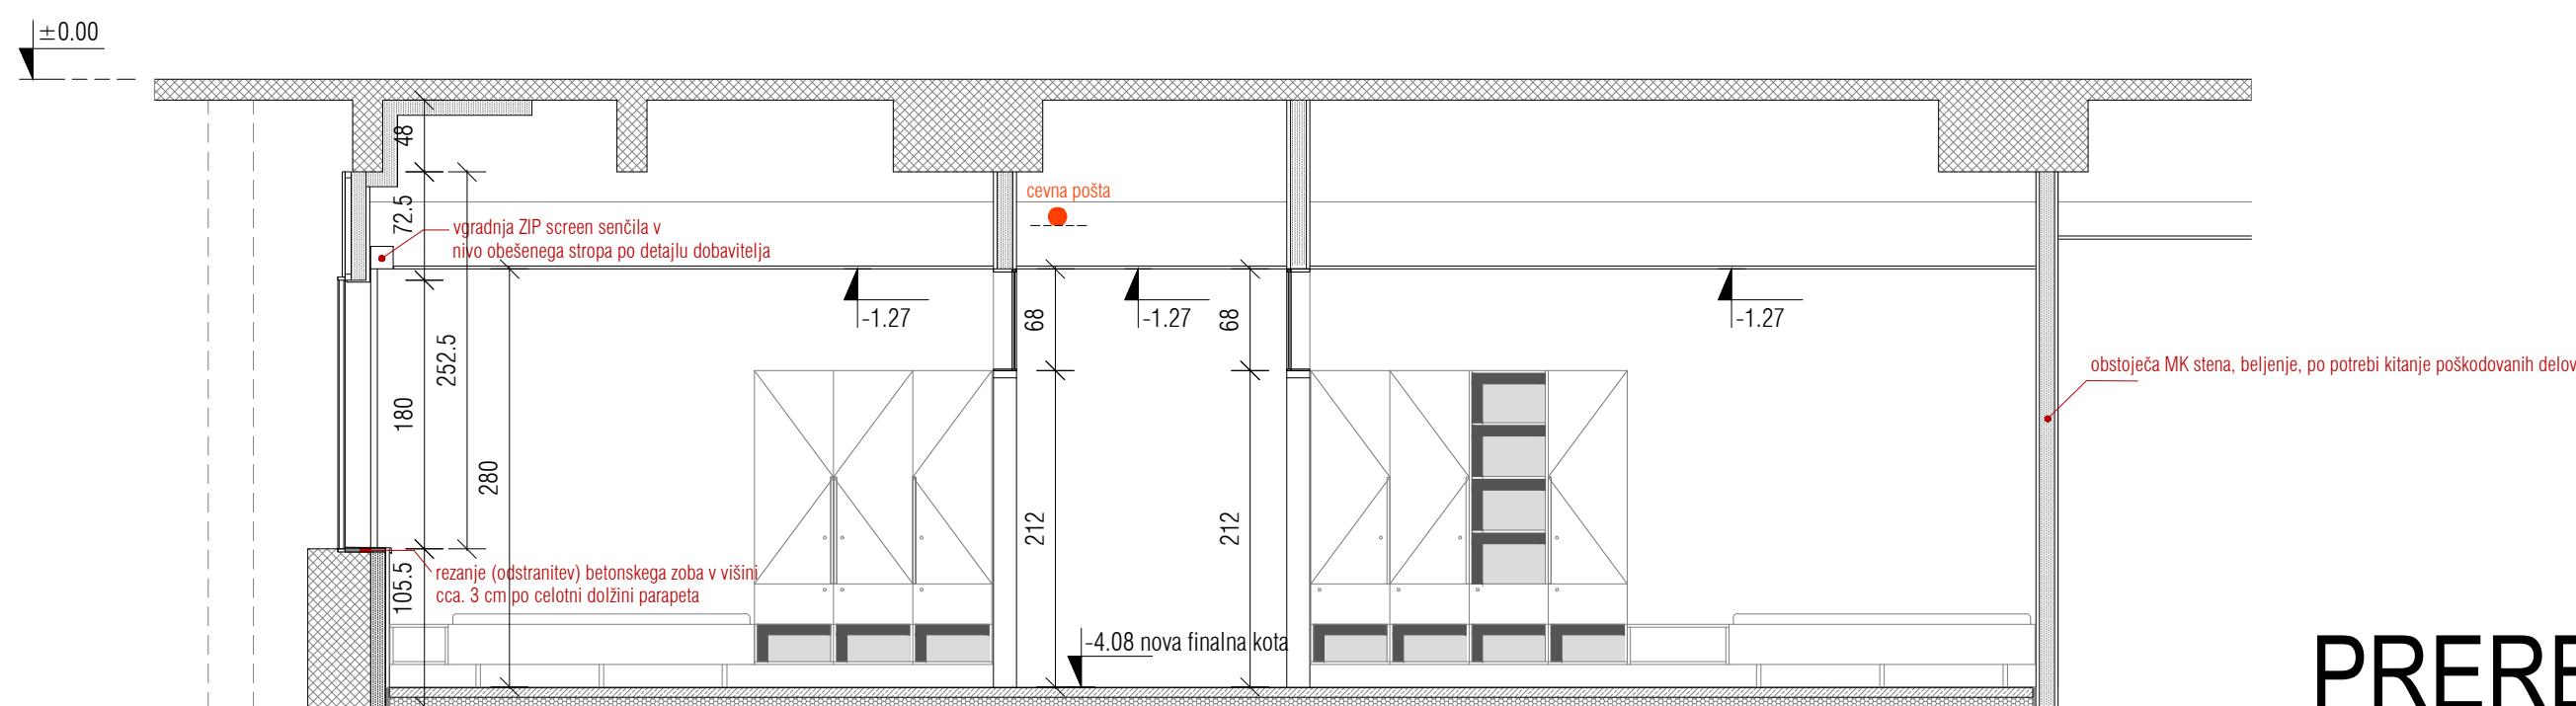 ±0.00
48
72.5
cevna pošta
vgradnja ZIP screen senčila v
nivo obešenega stropa po detajlu dobavitelja
-1.27
-1.27
-1.27
68
68
252.5
180
280
212
212
obstoječa MK stena, beljenje, po potrebi kitanje poškodovanih delov
105.5
rezanje (odstranitev) betonskega zoba v višini
cca. 3 cm po celotni dolžini parapeta
-4.08 nova finalna kota
PRERE